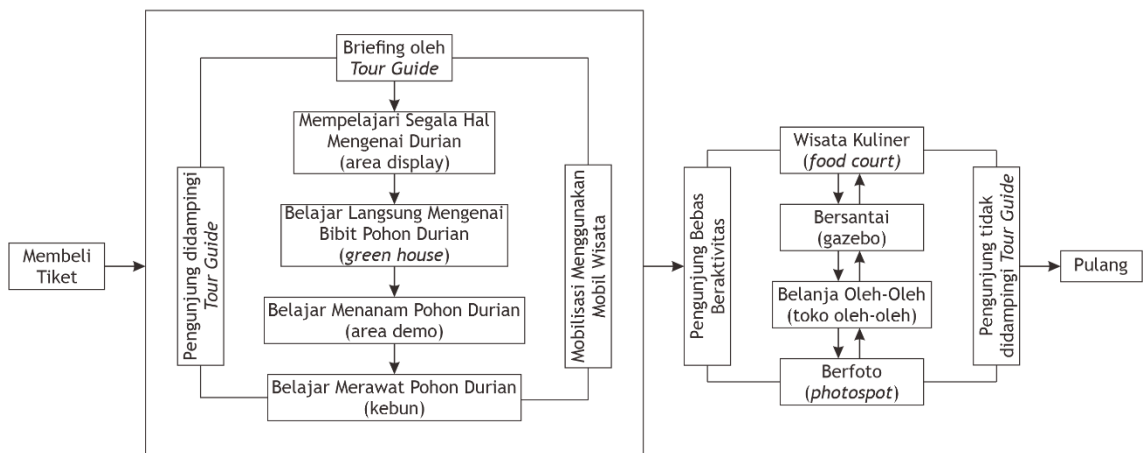 Membeli
Tiket
Pengunjung didampingi
Tour Guide
Briefing oleh
Tour Guide
Mempelajari Segala Hal
Mengenai Durian
(area display)
Belajar Langsung Mengenai
Bibit Pohon Durian
(green house)
Belajar Menanam Pohon Durian
(area demo)
Belajar Merawat Pohon Durian
(kebun)
Mobilisasi Menggunakan
Mobil Wisata
Pengunjung Bebas
Beraktivitas
Wisata Kuliner
(food court)
Bersantai
(gazebo)
Belanja Oleh-Oleh
(toko oleh-oleh)
Berfoto
(photospot)
Pengunjung tidak
didampingi Tour Guide
Pulang